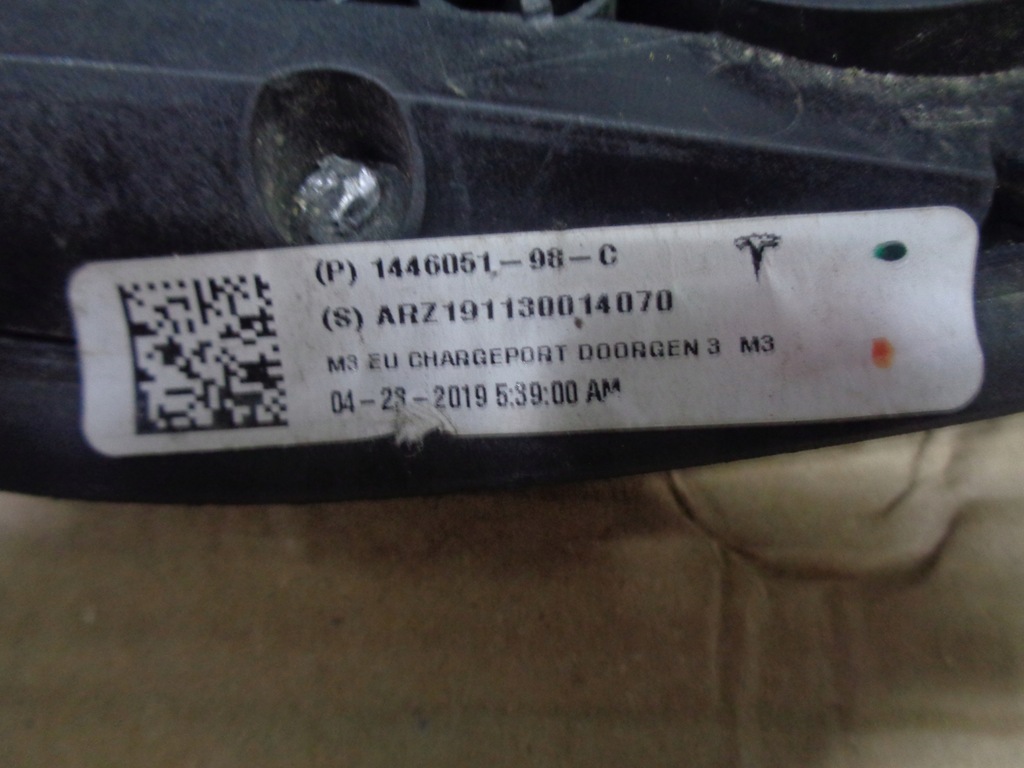 (P) 1446051-98-C
(S) ARZ191130014070
M3 EU CHARGEPORT DOORGEN 3 M3
04-23-2019 5:39:00 AM